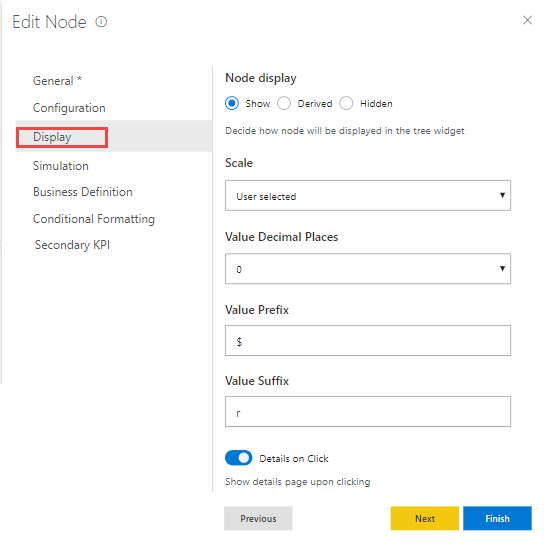 Edit Node
General *
Configuration
Display
Simulation
Business Definition
Conditional Formatting
Secondary KPI
Node display
Show Derived Hidden
Decide how node will be displayed in the tree widget
Scale
User selected
Value Decimal Places
0
Value Prefix
$
Value Suffix
r
Details on Click
Show details page upon clicking
Previous Next Finish